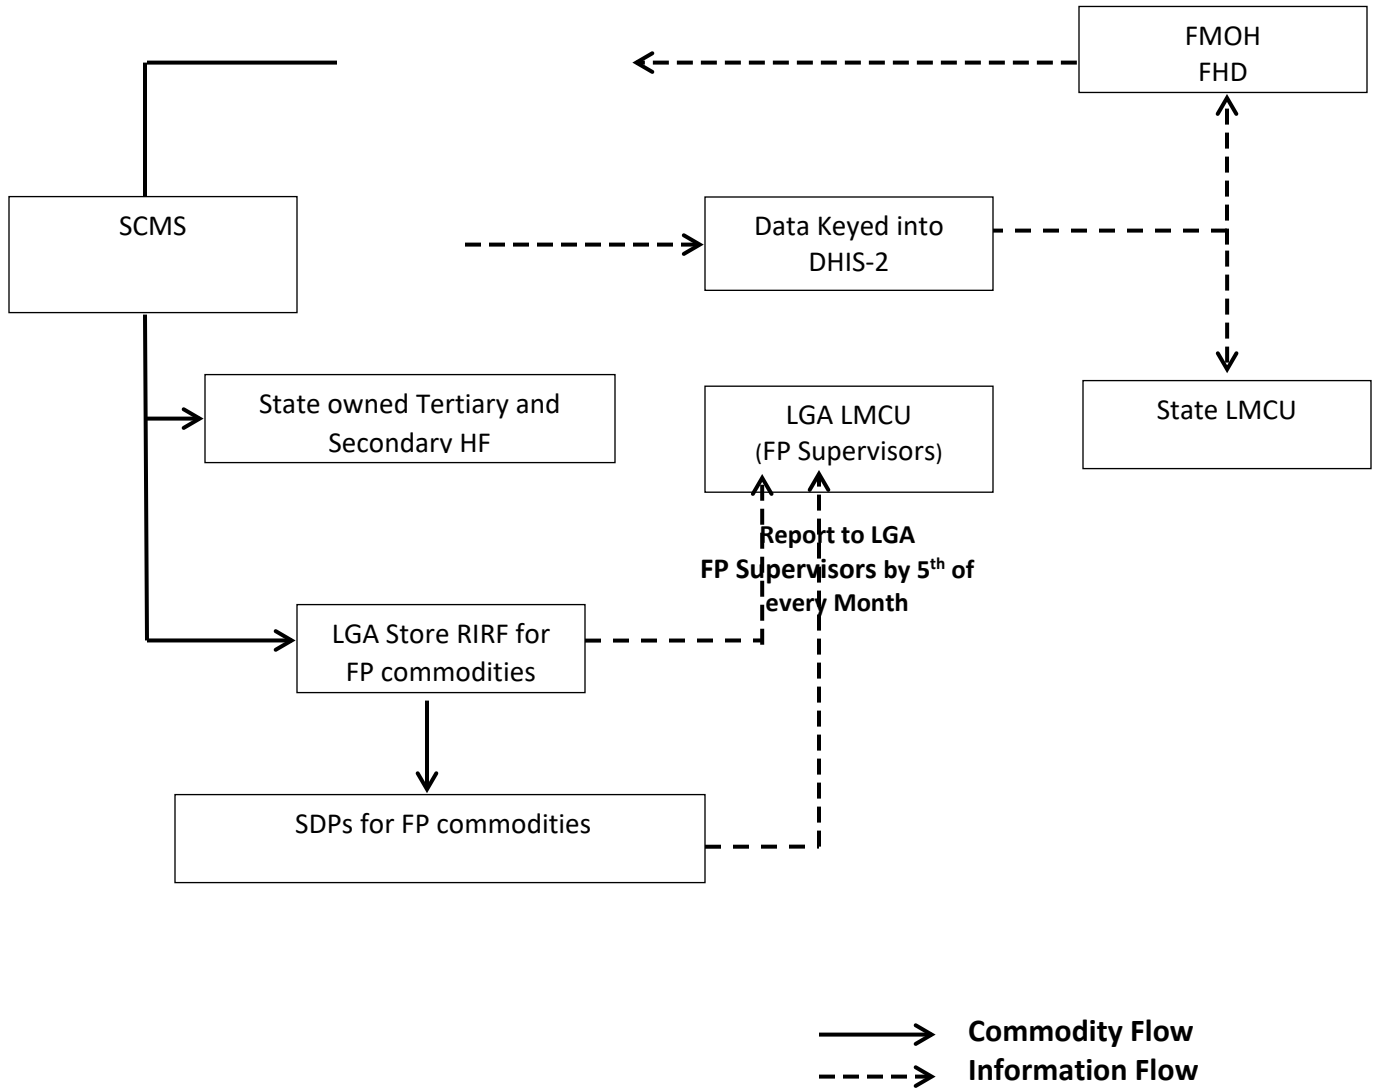 FMOH
FHD
SCMS
Data Keyed into
DHIS-2
State owned Tertiary and
Secondary HF
LGA LMCU
(FP Supervisors)
State LMCU
Report to LGA
FP Supervisors by 5th of
every Month
LGA Store RIRF for
FP commodities
SDPs for FP commodities
Commodity Flow
Information Flow